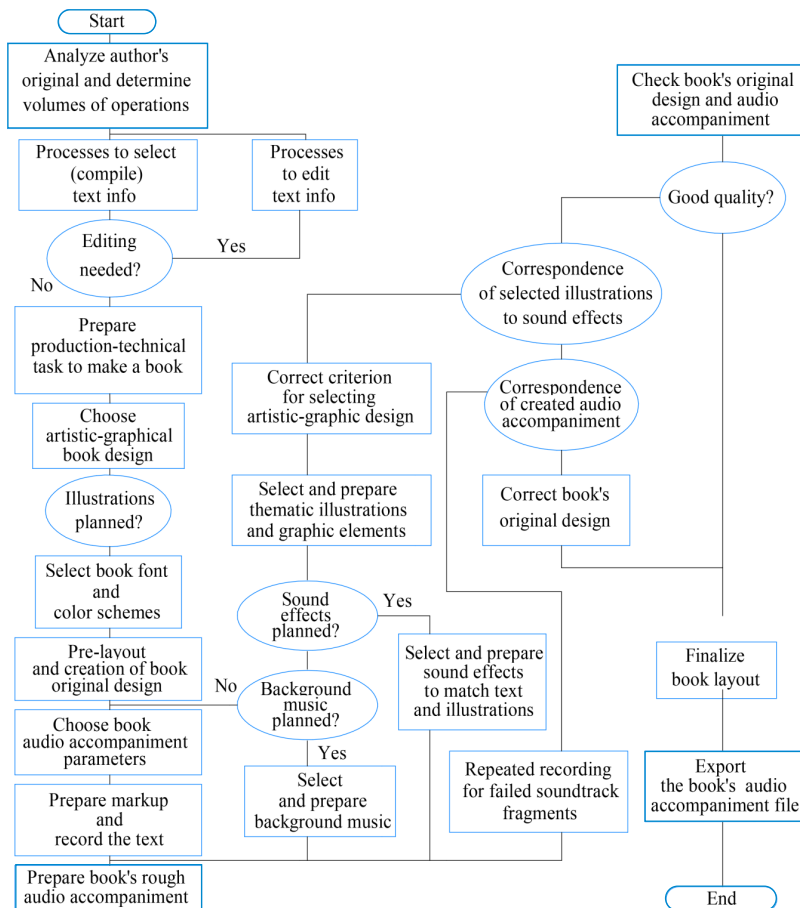 Start
Analyze author's
original and determine
volumes of operations
Processes to select
(compile)
text info
Processes
to edit
text info
Editing
needed?
Yes
No
Prepare
production-technical
task to make a book
Choose
artistic-graphical
book design
Illustrations
planned?
Select book font
and
color schemes
Pre-layout
and creation of book
original design
Choose book
audio accompaniment
parameters
Prepare markup
and
record the text
Prepare book's rough
audio accompaniment
Correct criterion
for selecting
artistic-graphic design
Select and prepare
thematic illustrations
and graphic elements
Sound
effects
planned?
Yes
No
Background
music
planned?
Yes
Select
and prepare
background music
Select and prepare
sound effects
to match text
and illustrations
Correspondence
of selected illustrations
to sound effects
Correspondence
of created audio
accompaniment
Correct book's
original design
Repeated recording
for failed soundtrack
fragments
Check book's original
design and audio
accompaniment
Good quality?
Finalize
book layout
Export
the book's audio
accompaniment file
End